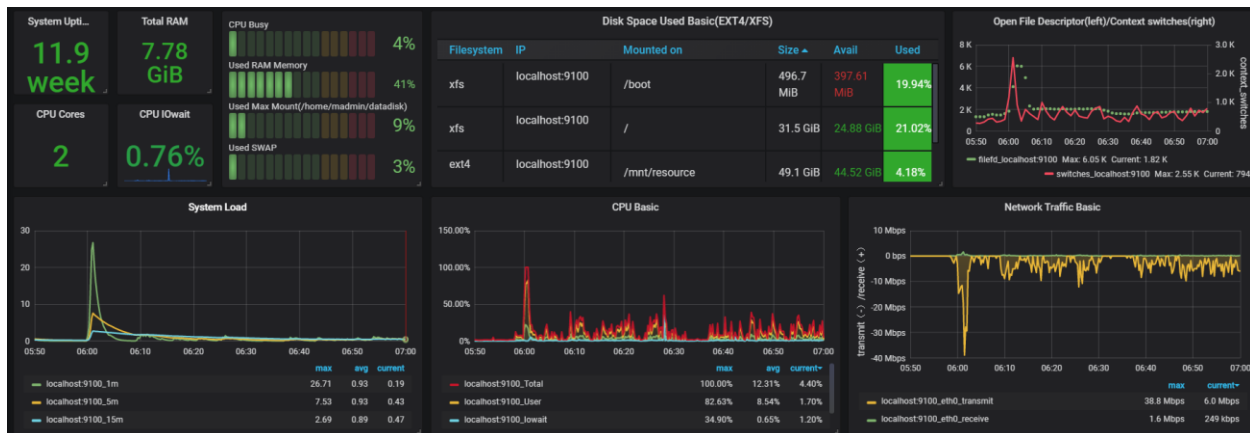 System Upti...
11.9
week
Total RAM
7.78
GiB
CPU Cores
2
CPU IOwait
0.76%
CPU Busy
4%
Used RAM Memory
41%
Used Max Mount(/home/madmin/datadisk)
9%
Used SWAP
3%
Disk Space Used Basic(EXT4/XFS)
Filesystem IP Mounted on Size Avail Used
xfs localhost:9100 /boot 496.7 MiB 397.61 MiB 19.94%
xfs localhost:9100 / 31.5 GiB 24.88 GiB 21.02%
ext4 localhost:9100 /mnt/resource 49.1 GiB 44.52 GiB 4.18%
Open File Descriptor(left)/Context switches(right)
8 K 3.0 K
6 K 2.0 K
4 K
2 K 1.0 K
0 0
context_switches
05:50 06:00 06:10 06:20 06:30 06:40 06:50 07:00
filefd_localhost:9100 Max: 6.05 K Current: 1.82 K
switches_localhost:9100 Max: 2.55 K Current: 794
System Load
30
20
10
0
05:50 06:00 06:10 06:20 06:30 06:40 06:50 07:00
max avg current
localhost:9100_1m 26.71 0.93 0.19
localhost:9100_5m 7.53 0.93 0.43
localhost:9100_15m 2.69 0.89 0.47
CPU Basic
150.00%
100.00%
50.00%
0%
05:50 06:00 06:10 06:20 06:30 06:40 06:50 07:00
max avg current
localhost:9100_Total 100.00% 12.31% 4.40%
localhost:9100_User 82.63% 8.54% 1.70%
localhost:9100_Iowait 34.90% 0.65% 1.20%
Network Traffic Basic
transmit（-）/receive（+）
10 Mbps
0 bps
-10 Mbps
-20 Mbps
-30 Mbps
-40 Mbps
05:50 06:00 06:10 06:20 06:30 06:40 06:50 07:00
max current
localhost:9100_eth0_transmit 38.8 Mbps 6.0 Mbps
localhost:9100_eth0_receive 1.6 Mbps 249 kbps